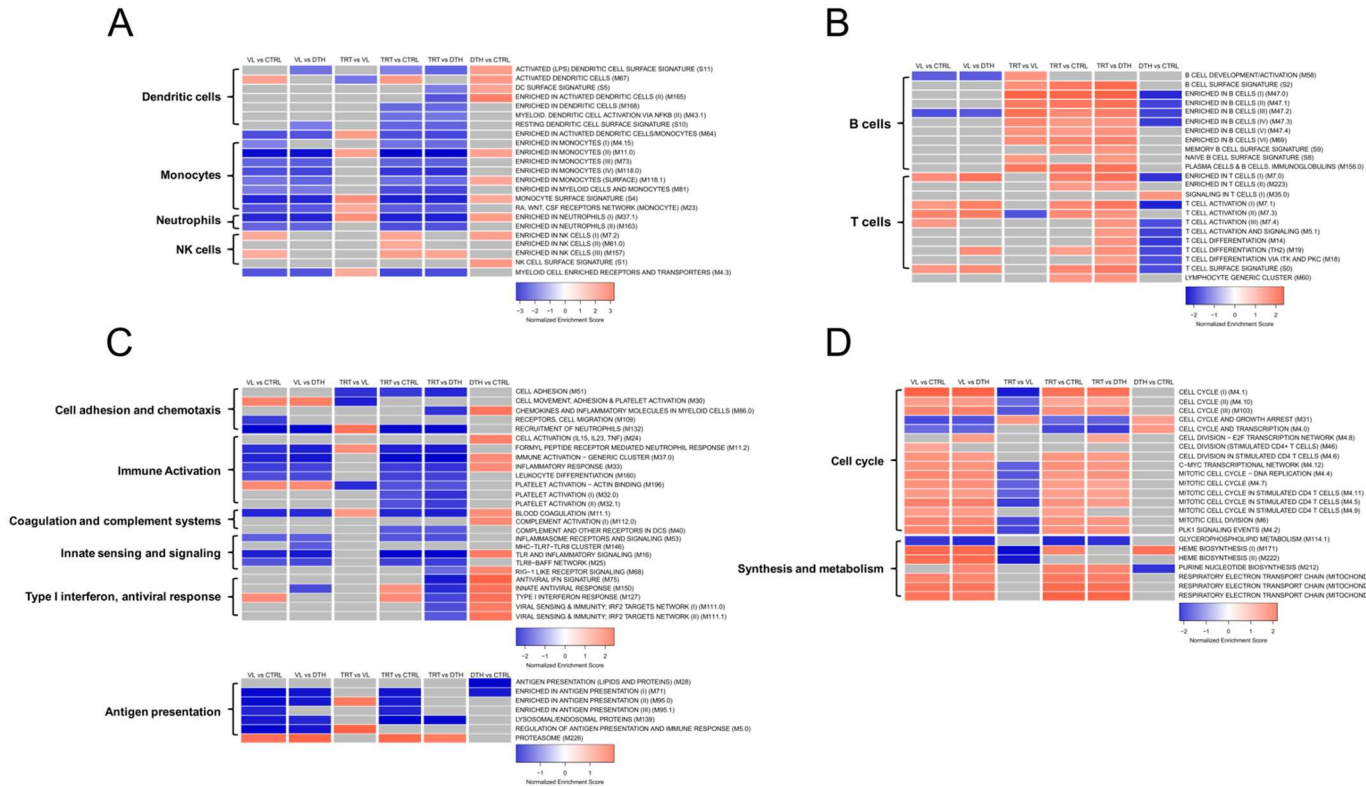 A
VL vs CTRL VL vs DTH TRT vs VL TRT vs CTRL TRT vs DTH DTH vs CTRL
Dendritic cells
Monocytes
Neutrophils
NK cells
ACTIVATED (LPS) DENDRITIC CELL SURFACE SIGNATURE (S11)
ACTIVATED DENDRITIC CELLS (M67)
DC SURFACE SIGNATURE (S5)
ENRICHED IN ACTIVATED DENDRITIC CELLS (II) (M165)
ENRICHED IN DENDRITIC CELLS (M168)
MYELOID. DENDRITIC CELL ACTIVATION VIA NFKB (II) (M43.1)
RESTING DENDRITIC CELL SURFACE SIGNATURE (S10)
ENRICHED IN ACTIVATED DENDRITIC CELLS/MONOCYTES (M64)
ENRICHED IN MONOCYTES (I) (M4.15)
ENRICHED IN MONOCYTES (II) (M11.0)
ENRICHED IN MONOCYTES (III) (M73)
ENRICHED IN MONOCYTES (IV) (M118.0)
ENRICHED IN MONOCYTES (SURFACE) (M118.1)
ENRICHED IN MYELOID CELLS AND MONOCYTES (M81)
MONOCYTE SURFACE SIGNATURE (S4)
RA, WNT, CSF RECEPTORS NETWORK (MONOCYTE) (M23)
ENRICHED IN NEUTROPHILS (I) (M37.1)
ENRICHED IN NEUTROPHILS (II) (M163)
ENRICHED IN NK CELLS (I) (M7.2)
ENRICHED IN NK CELLS (II) (M61.0)
ENRICHED IN NK CELLS (III) (M157)
NK CELL SURFACE SIGNATURE (S1)
MYELOID CELL ENRICHED RECEPTORS AND TRANSPORTERS (M4.3)
−3 −2 −1 0 1 2 3
Normalized Enrichment Score
B
VL vs CTRL VL vs DTH TRT vs VL TRT vs CTRL TRT vs DTH DTH vs CTRL
B cells
T cells
B CELL DEVELOPMENT/ACTIVATION (M58)
B CELL SURFACE SIGNATURE (S2)
ENRICHED IN B CELLS (I) (M47.0)
ENRICHED IN B CELLS (II) (M47.1)
ENRICHED IN B CELLS (III) (M47.2)
ENRICHED IN B CELLS (IV) (M47.3)
ENRICHED IN B CELLS (V) (M47.4)
ENRICHED IN B CELLS (VI) (M69)
MEMORY B CELL SURFACE SIGNATURE (S9)
NAIVE B CELL SURFACE SIGNATURE (S8)
PLASMA CELLS & B CELLS. IMMUNOGLOBULINS (M156.0)
ENRICHED IN T CELLS (I) (M7.0)
ENRICHED IN T CELLS (II) (M223)
SIGNALING IN T CELLS (I) (M35.0)
T CELL ACTIVATION (I) (M7.1)
T CELL ACTIVATION (II) (M7.3)
T CELL ACTIVATION (III) (M7.4)
T CELL ACTIVATION AND SIGNALING (M5.1)
T CELL DIFFERENTIATION (M14)
T CELL DIFFERENTIATION (TH2) (M19)
T CELL DIFFERENTIATION VIA ITK AND PKC (M18)
T CELL SURFACE SIGNATURE (S0)
LYMPHOCYTE GENERIC CLUSTER (M60)
−2 −1 0 1 2
Normalized Enrichment Score
C
VL vs CTRL VL vs DTH TRT vs VL TRT vs CTRL TRT vs DTH DTH vs CTRL
Cell adhesion and chemotaxis
Immune Activation
Coagulation and complement systems
Innate sensing and signaling
Type I interferon, antiviral response
CELL ADHESION (M51)
CELL MOVEMENT, ADHESION & PLATELET ACTIVATION (M30)
CHEMOKINES AND INFLAMMATORY MOLECULES IN MYELOID CELLS (M86.0)
RECEPTORS, CELL MIGRATION (M109)
RECRUITMENT OF NEUTROPHILS (M132)
CELL ACTIVATION (IL15, IL23, TNF) (M24)
FORMYL PEPTIDE RECEPTOR MEDIATED NEUTROPHIL RESPONSE (M11.2)
IMMUNE ACTIVATION − GENERIC CLUSTER (M37.0)
INFLAMMATORY RESPONSE (M33)
LEUKOCYTE DIFFERENTIATION (M160)
PLATELET ACTIVATION − ACTIN BINDING (M196)
PLATELET ACTIVATION (I) (M32.0)
PLATELET ACTIVATION (II) (M32.1)
BLOOD COAGULATION (M11.1)
COMPLEMENT ACTIVATION (I) (M112.0)
COMPLEMENT AND OTHER RECEPTORS IN DCS (M40)
INFLAMMASOME RECEPTORS AND SIGNALING (M53)
MHC−TLR7−TLR8 CLUSTER (M146)
TLR AND INFLAMMATORY SIGNALING (M16)
TLR8−BAFF NETWORK (M25)
RIG−1 LIKE RECEPTOR SIGNALING (M68)
ANTIVIRAL IFN SIGNATURE (M75)
INNATE ANTIVIRAL RESPONSE (M150)
TYPE I INTERFERON RESPONSE (M127)
VIRAL SENSING & IMMUNITY; IRF2 TARGETS NETWORK (I) (M111.0)
VIRAL SENSING & IMMUNITY; IRF2 TARGETS NETWORK (II) (M111.1)
−2 −1 0 1 2
Normalized Enrichment Score
VL vs CTRL VL vs DTH TRT vs VL TRT vs CTRL TRT vs DTH DTH vs CTRL
Antigen presentation
ANTIGEN PRESENTATION (LIPIDS AND PROTEINS) (M28)
ENRICHED IN ANTIGEN PRESENTATION (I) (M71)
ENRICHED IN ANTIGEN PRESENTATION (II) (M95.0)
ENRICHED IN ANTIGEN PRESENTATION (III) (M95.1)
LYSOSOMAL/ENDOSOMAL PROTEINS (M139)
REGULATION OF ANTIGEN PRESENTATION AND IMMUNE RESPONSE (M5.0)
PROTEASOME (M226)
−1 0 1
Normalized Enrichment Score
D
VL vs CTRL VL vs DTH TRT vs VL TRT vs CTRL TRT vs DTH DTH vs CTRL
Cell cycle
Synthesis and metabolism
CELL CYCLE (I) (M4.1)
CELL CYCLE (II) (M4.10)
CELL CYCLE (III) (M103)
CELL CYCLE AND GROWTH ARREST (M31)
CELL CYCLE AND TRANSCRIPTION (M4.0)
CELL DIVISION − E2F TRANSCRIPTION NETWORK (M4.8)
CELL DIVISION (STIMULATED CD4+ T CELLS) (M46)
CELL DIVISION IN STIMULATED CD4 T CELLS (M4.6)
C−MYC TRANSCRIPTIONAL NETWORK (M4.12)
MITOTIC CELL CYCLE − DNA REPLICATION (M4.4)
MITOTIC CELL CYCLE (M4.7)
MITOTIC CELL CYCLE IN STIMULATED CD4 T CELLS (M4.11)
MITOTIC CELL CYCLE IN STIMULATED CD4 T CELLS (M4.5)
MITOTIC CELL CYCLE IN STIMULATED CD4 T CELLS (M4.9)
MITOTIC CELL DIVISION (M6)
PLK1 SIGNALING EVENTS (M4.2)
GLYCEROPHOSPHOLIPID METABOLISM (M114.1)
HEME BIOSYNTHESIS (I) (M171)
HEME BIOSYNTHESIS (II) (M222)
PURINE NUCLEOTIDE BIOSYNTHESIS (M212)
RESPIRATORY ELECTRON TRANSPORT CHAIN (MITOCHOND
RESPIRATORY ELECTRON TRANSPORT CHAIN (MITOCHOND
RESPIRATORY ELECTRON TRANSPORT CHAIN (MITOCHOND
−2 −1 0 1 2
Normalized Enrichment Score